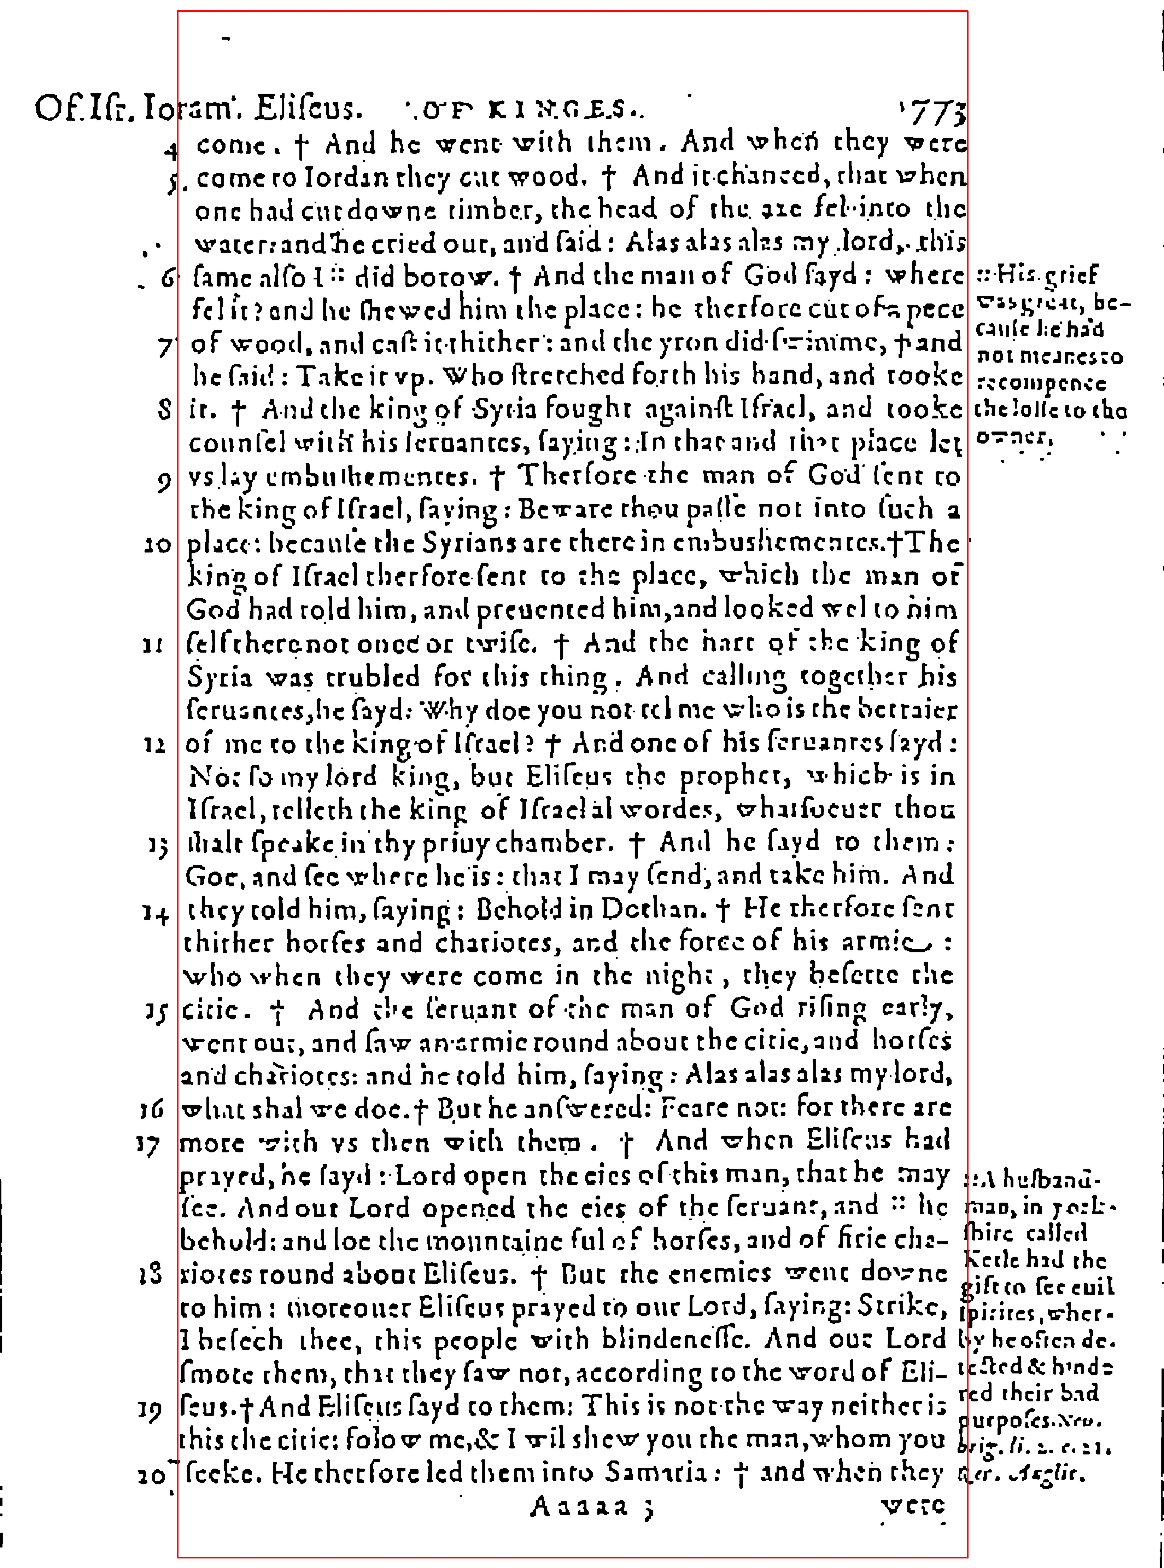 Of.Iſr. Ioram. Eliſeus. OF KINGES. 773
4 come. † And he went with them. And when they were
5. come to Iordan they cut wood. † And it chanced, that when
one had cut downe timber, the head of the axe fel into the
water: and he cried out, and ſaid: Alas alas alas my lord, this
6 ſame alſo I :: did borow. † And the man of God ſayd: where
fel it? and he ſhewed him the place: he therfore cut of a pece
7 of wood, and caſt it thither: and the yron did ſwimme, † and
he ſaid: Take it vp. Who ſtretched forth his hand, and tooke
8 it. † And the king of Syria fought againſt Iſrael, and tooke
counſel with his ſeruantes, ſaying: In that and that place let
9 vs lay embuſhementes. † Therfore the man of God ſent to
the king of Iſrael, ſaying: Beware thou paſſe not into ſuch a
10 place: becauſe the Syrians are there in embushementes. † The
king of Iſrael therfore ſent to the place, which the man of
God had told him, and preuented him, and looked wel to him
11 ſelf there not once or twiſe. † And the hart of the king of
Syria was trubled for this thing. And calling together his
ſeruantes, he ſayd: Why doe you not tel me who is the betraier
12 of me to the king of Iſrael? † And one of his ſeruantes ſayd:
Not ſo my lord king, but Eliſeus the prophet, which is in
Iſrael, telleth the king of Iſrael al wordes, whatſoeuer thou
13 ſhalt ſpeake in thy priuy chamber. † And he ſayd to them:
Goe, and ſee where he is: that I may ſend, and take him. And
14 they told him, ſaying: Behold in Dothan. † He therfore ſent
thither horſes and chariotes, and the force of his armie:
who when they were come in the night, they beſette the
15 citie. † And the ſeruant of the man of God riſing early,
went out, and ſaw an armie round about the citie, and horſes
and chariotes: and he told him, ſaying: Alas alas alas my lord,
16 what shal we doe. † But he anſwered: Feare not: for there are
17 more with vs then with them. † And when Eliſeus had
prayed, he ſayd: Lord open the eies of this man, that he may
ſee. And our Lord opened the eies of the ſeruant, and :: he
behold: and loe the mountaine ful of horſes, and of firie cha-
18 riotes round about Eliſeus. † But the enemies went downe
to him: moreouer Eliſeus prayed to our Lord, ſaying: Strike,
I beſech thee, this people with blindeneſſe. And our Lord
ſmote them, that they ſaw not, according to the word of Eli-
19 ſeus. † And Eliſeus ſayd to them: This is not the way neither is
this the citie: folow me, & I wil shew you the man, whom you
20 ſeeke. He therfore led them into Samaria: † and when they
Aaaaa 3 were
:: His grief
was great, be-
cauſe he had
not meanes to
recompence
the loſſe to the
owner.
:: A huſband-
man, in york-
ſhire called
Ketle had the
gift to ſee euil
ſpirites, wher-
by he often de-
tected & hinde
red their bad
purpoſes.
brig. li. 2. c. 21.
rer. Anglic.